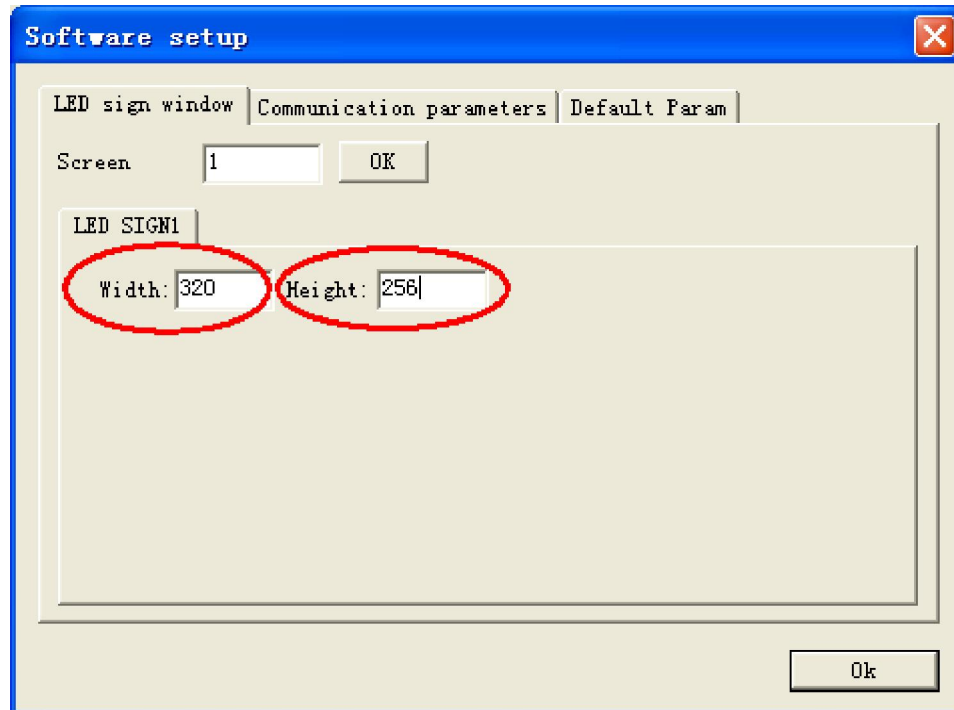 Software setup
LED sign window Communication parameters Default Param
Screen 1 OK
LED SIGN1
Width: 320 Height: 256
Ok